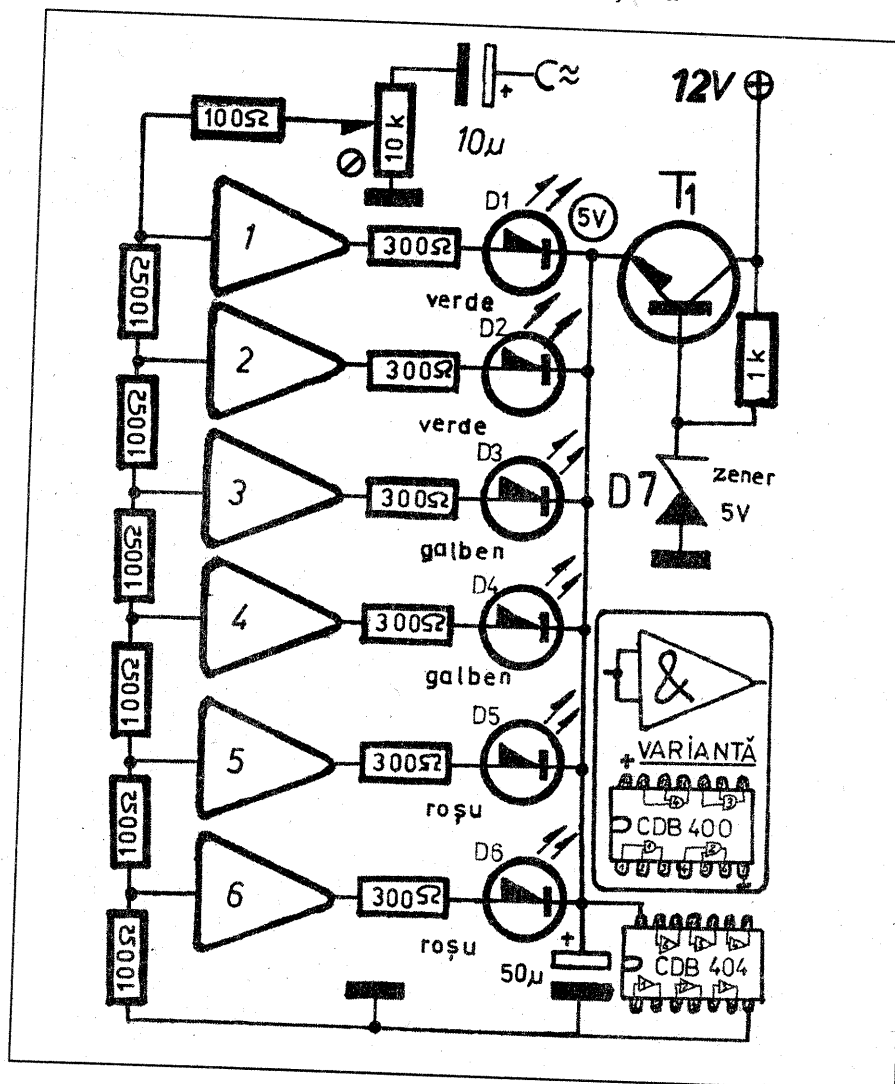 12V
100Ω
10 k
10μ
T1
D1
5V
1
300Ω
verde
100Ω
D2
1k
2
300Ω
verde
100Ω
D3
zener
D7
5V
3
300Ω
galben
100Ω
D4
4
300Ω
galben
&
100Ω
D5
VARIANTĂ
+
5
300Ω
roșu
CDB 400
100Ω
D6
6
300Ω
roșu
+
CDB 404
100Ω
50μ